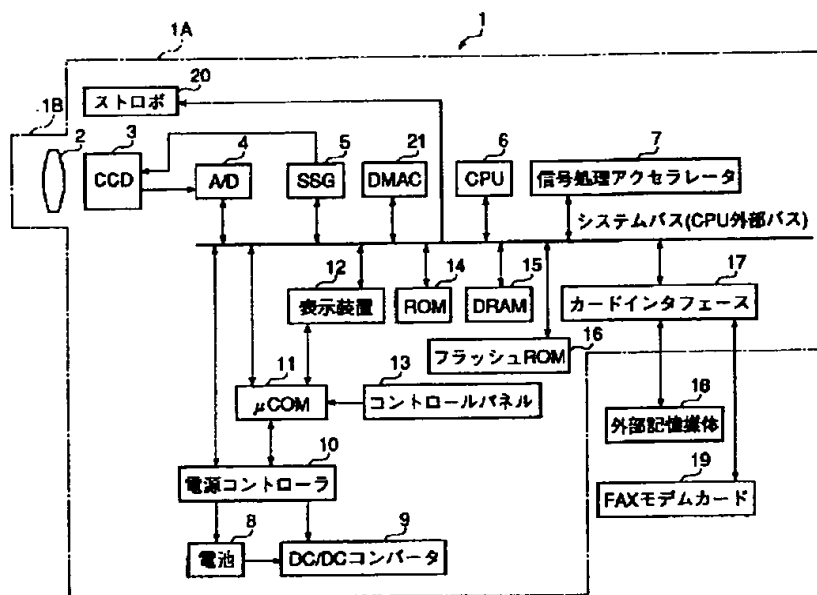 1A
1
20
ストロボ
1B
2
3
CCD
4
A/D
5
SSG
21
DMAC
6
CPU
7
信号処理アクセラレータ
システムバス(CPU外部バス)
12
表示装置
14
ROM
15
DRAM
17
カードインタフェース
16
フラッシュROM
11
μCOM
13
コントロールパネル
18
外部記憶媒体
10
電源コントローラ
19
FAXモデムカード
8
電池
9
DC/DCコンバータ